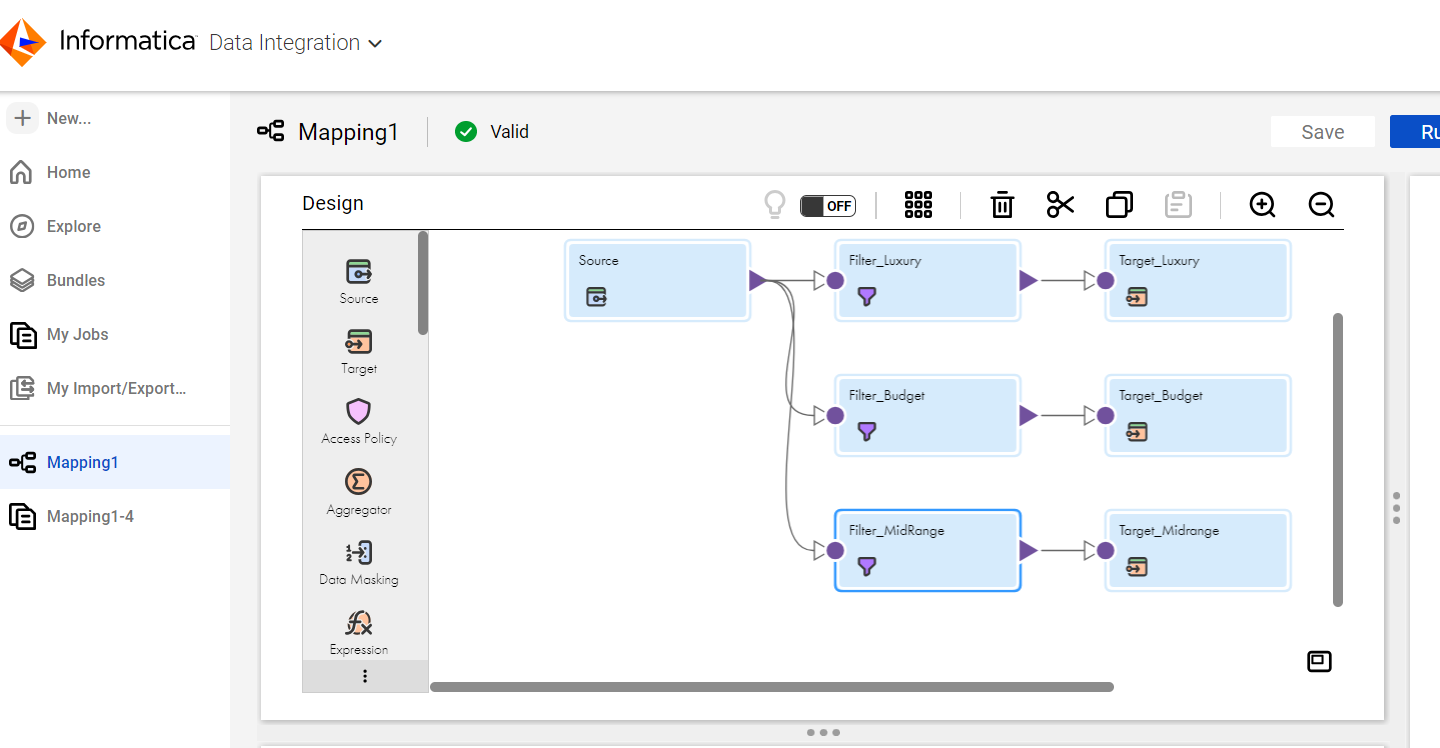 Informatica Data Integration
New...
Home
Explore
Bundles
My Jobs
My Import/Export...
Mapping1
Mapping1-4
Mapping1 Valid Save Ru
Design OFF
Source
Target
Access Policy
Aggregator
Data Masking
Expression
Source Filter_Luxury Target_Luxury
Filter_Budget Target_Budget
Filter_MidRange Target_Midrange